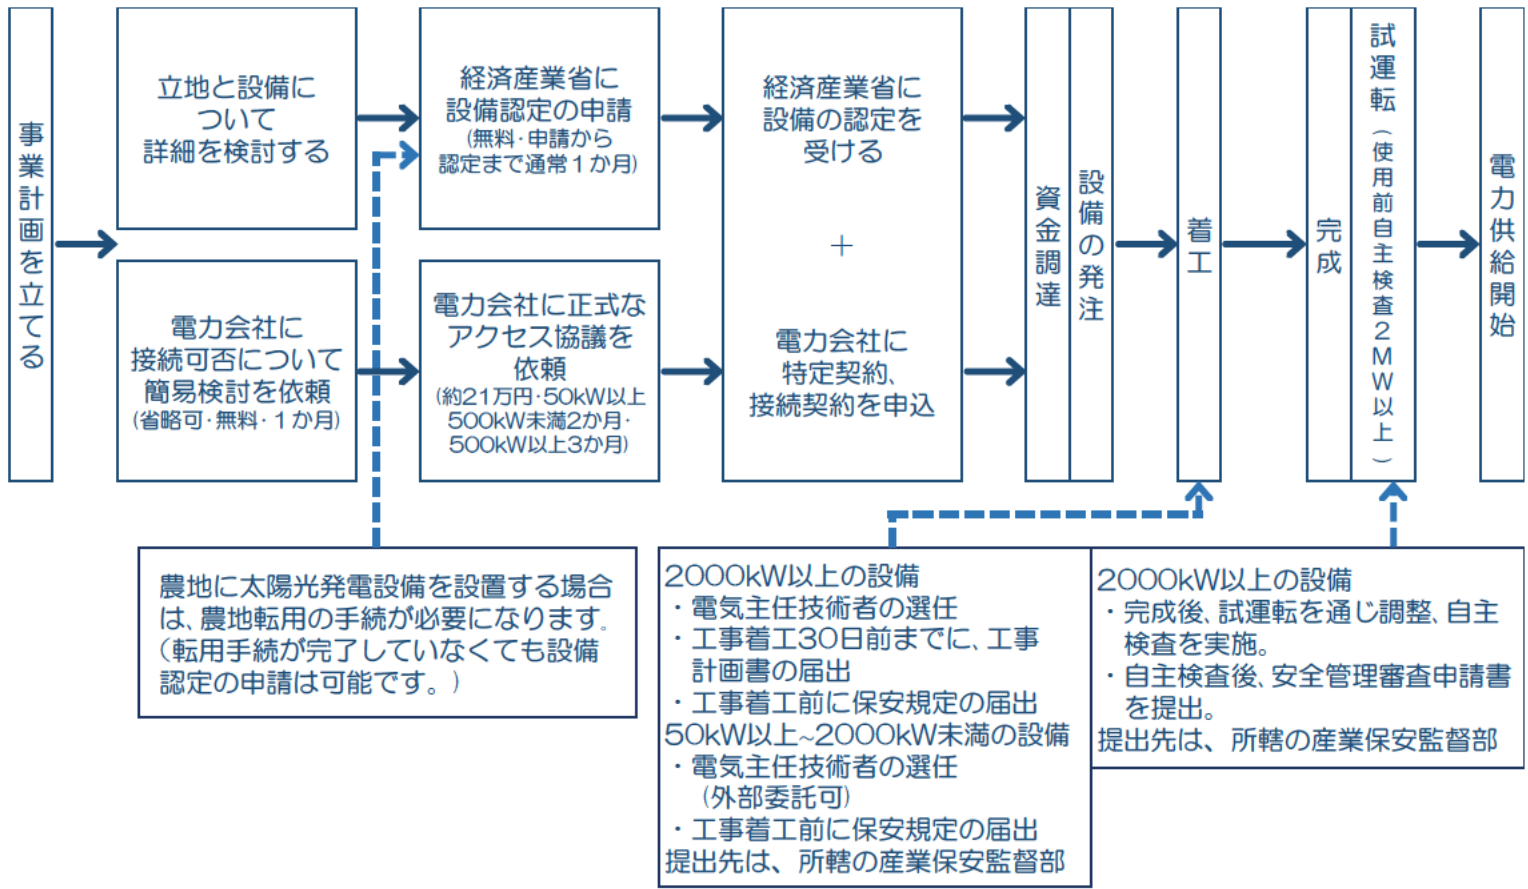 事業計画を立てる
立地と設備に
ついて
詳細を検討する
電力会社に
接続可否について
簡易検討を依頼
(省略可・無料・1か月)
経済産業省に
設備認定の申請
(無料・申請から
認定まで通常1か月)
電力会社に正式な
アクセス協議を
依頼
(約21万円・50kW以上
500kW未満2か月・
500kW以上3か月)
経済産業省に
設備の認定を
受ける
+
電力会社に
特定契約、
接続契約を申込
資金調達
設備の発注
着工
完成
試運転(使用前自主検査2MW以上)
電力供給開始
農地に太陽光発電設備を設置する場合
は、農地転用の手続が必要になります。
(転用手続が完了していなくても設備
認定の申請は可能です。)
2000kW以上の設備
・電気主任技術者の選任
・工事着工30日前までに、工事
計画書の届出
・工事着工前に保安規定の届出
50kW以上~2000kW未満の設備
・電気主任技術者の選任
(外部委託可)
・工事着工前に保安規定の届出
提出先は、所轄の産業保安監督部
2000kW以上の設備
・完成後、試運転を通じ調整、自主
検査を実施。
・自主検査後、安全管理審査申請書
を提出。
提出先は、所轄の産業保安監督部